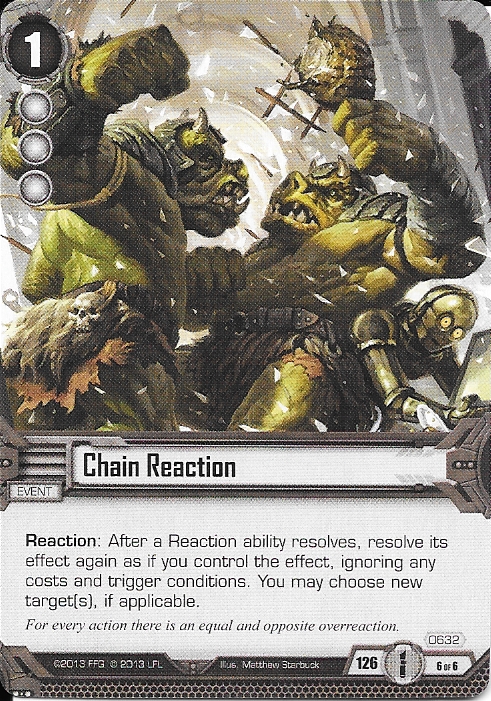 1
Chain Reaction
EVENT
Reaction: After a Reaction ability resolves, resolve its
effect again as if you control the effect, ignoring any
costs and trigger conditions. You may choose new
target(s), if applicable.
For every action there is an equal and opposite overreaction.
0632
©2013 FFG © 2013 LFL Illus. Matthew Starbuck 126 6 OF 6